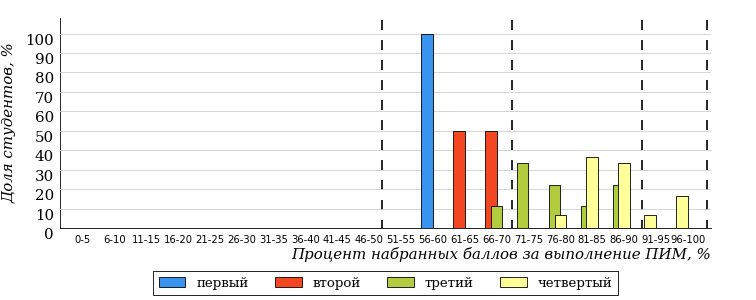 Доля студентов, %
100
90
80
70
60
50
40
30
20
10
0
0-5 6-10 11-15 16-20 21-25 26-30 31-35 36-40 41-45 46-50 51-55 56-60 61-65 66-70 71-75 76-80 81-85 86-90 91-95 96-100
Процент набранных баллов за выполнение ПИМ, %
первый второй третий четвертый